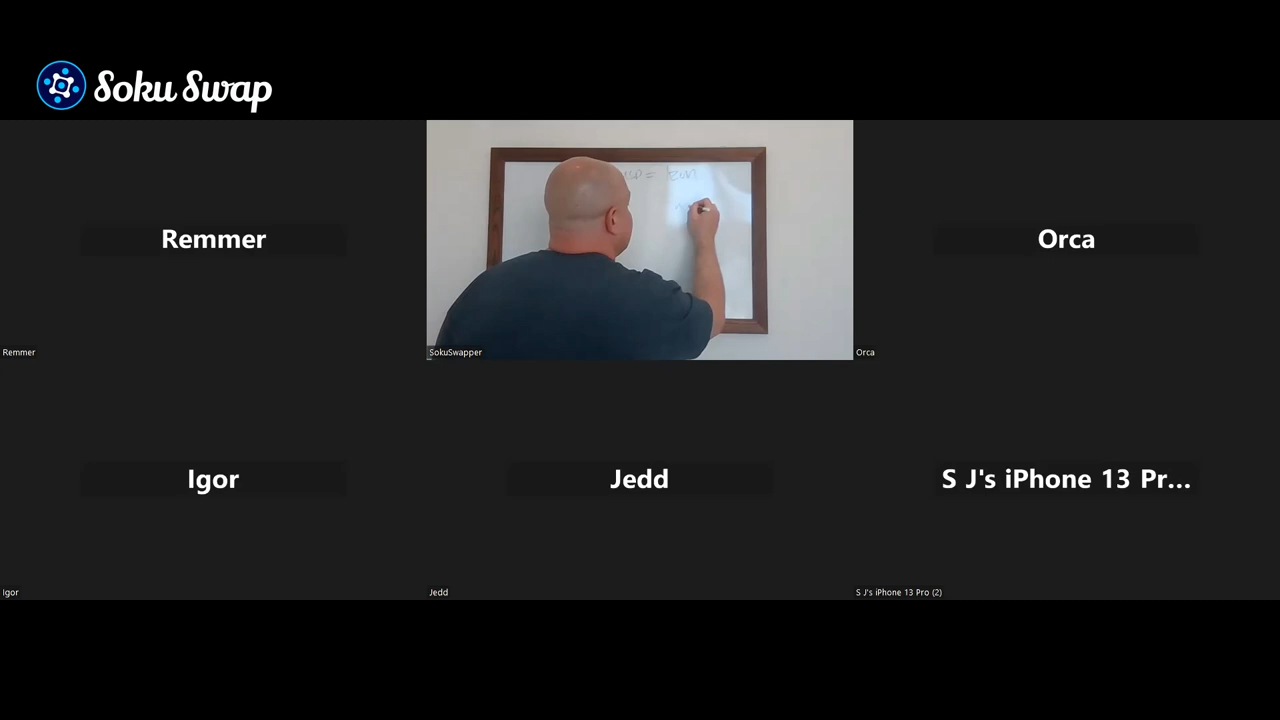 Soku Swap
Remmer
Orca
Remmer
SokuSwapper
Orca
Igor
Jedd
S J's iPhone 13 Pr...
Igor
Jedd
S J's iPhone 13 Pro (2)